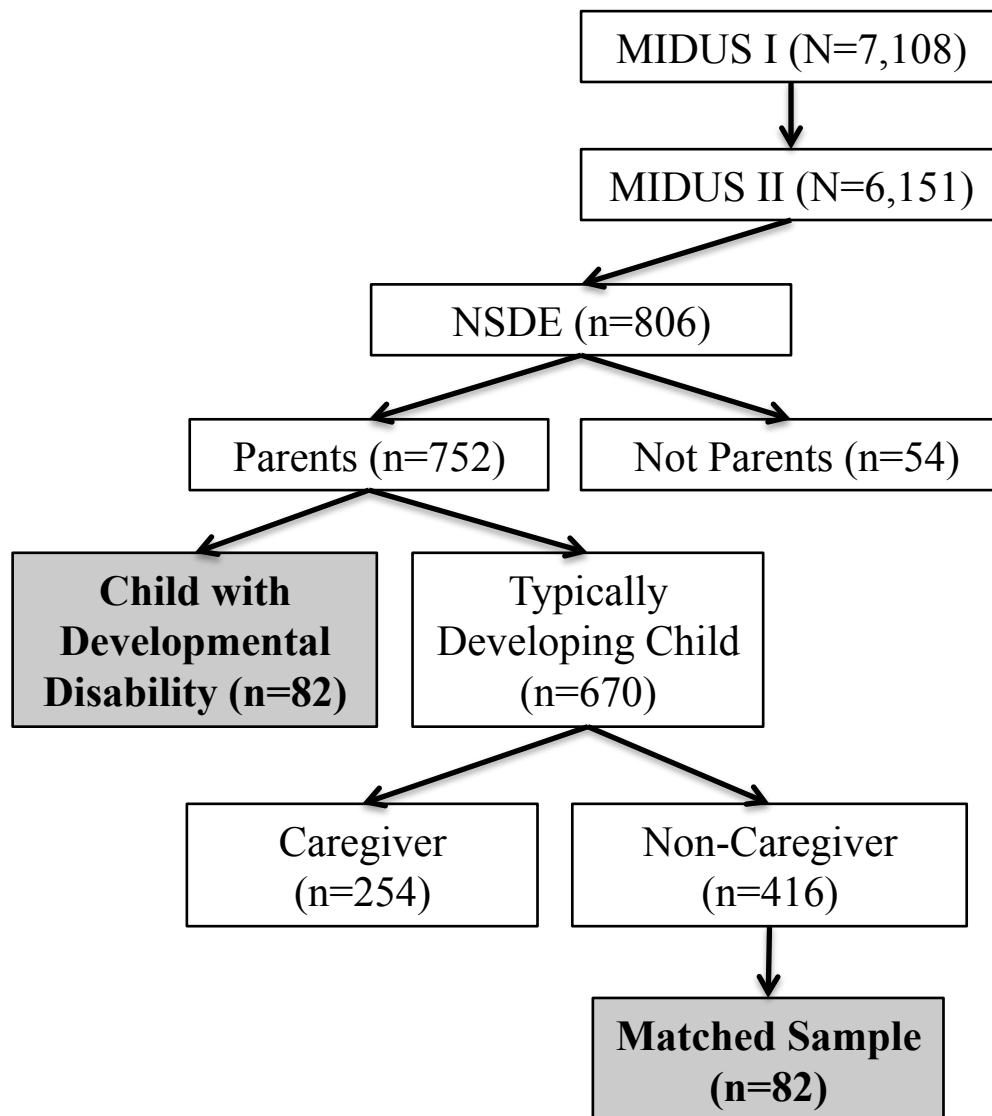 MIDUS I (N=7,108)
MIDUS II (N=6,151)
NSDE (n=806)
Parents (n=752)
Not Parents (n=54)
Child with
Developmental
Disability (n=82)
Typically
Developing Child
(n=670)
Caregiver
(n=254)
Non-Caregiver
(n=416)
Matched Sample
(n=82)